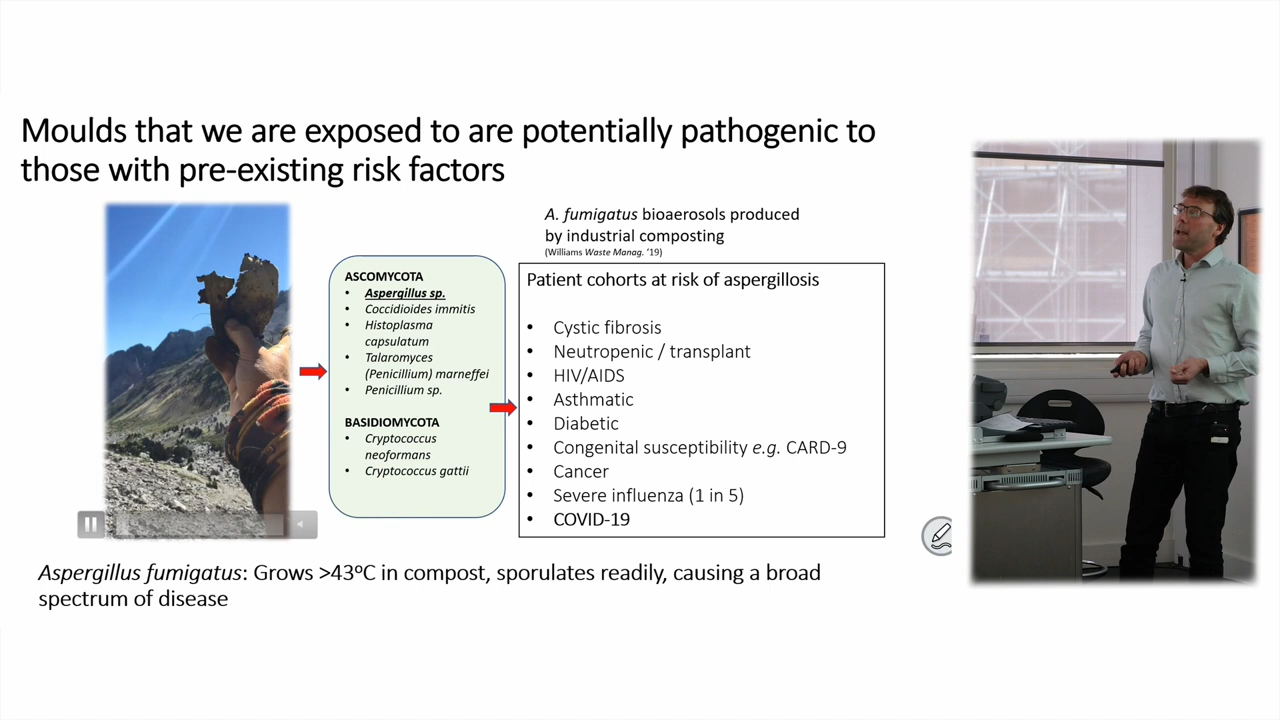 Moulds that we are exposed to are potentially pathogenic to
those with pre-existing risk factors
A. fumigatus bioaerosols produced
by industrial composting
(Williams Waste Manag. '19)
ASCOMYCOTA
• Aspergillus sp.
• Coccidioides immitis
• Histoplasma
capsulatum
• Talaromyces
(Penicillium) marneffei
• Penicillium sp.
BASIDIOMYCOTA
• Cryptococcus
neoformans
• Cryptococcus gattii
Patient cohorts at risk of aspergillosis
• Cystic fibrosis
• Neutropenic / transplant
• HIV/AIDS
• Asthmatic
• Diabetic
• Congenital susceptibility e.g. CARD-9
• Cancer
• Severe influenza (1 in 5)
• COVID-19
Aspergillus fumigatus: Grows >43ºC in compost, sporulates readily, causing a broad
spectrum of disease